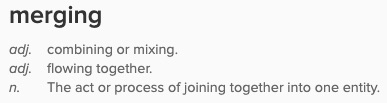 merging
adj. combining or mixing.
adj. flowing together.
n. The act or process of joining together into one entity.